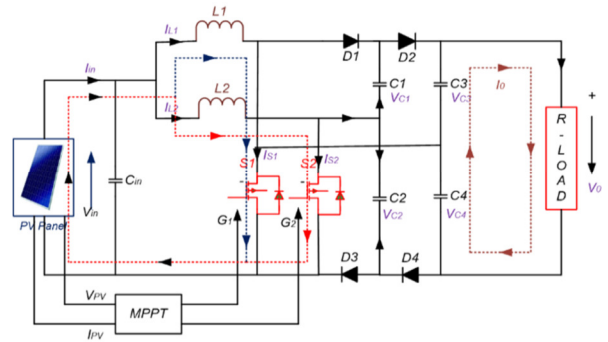 L1
IL1
D1
D2
Iin
L2
IL2
C1
VC1
C3
VC3
I0
R-LOAD
+
S1
IS1
S2
IS2
Cin
Vin
PV Panel
G1
G2
C2
VC2
C4
VC4
V0
-
D3
D4
VPV
MPPT
IPV